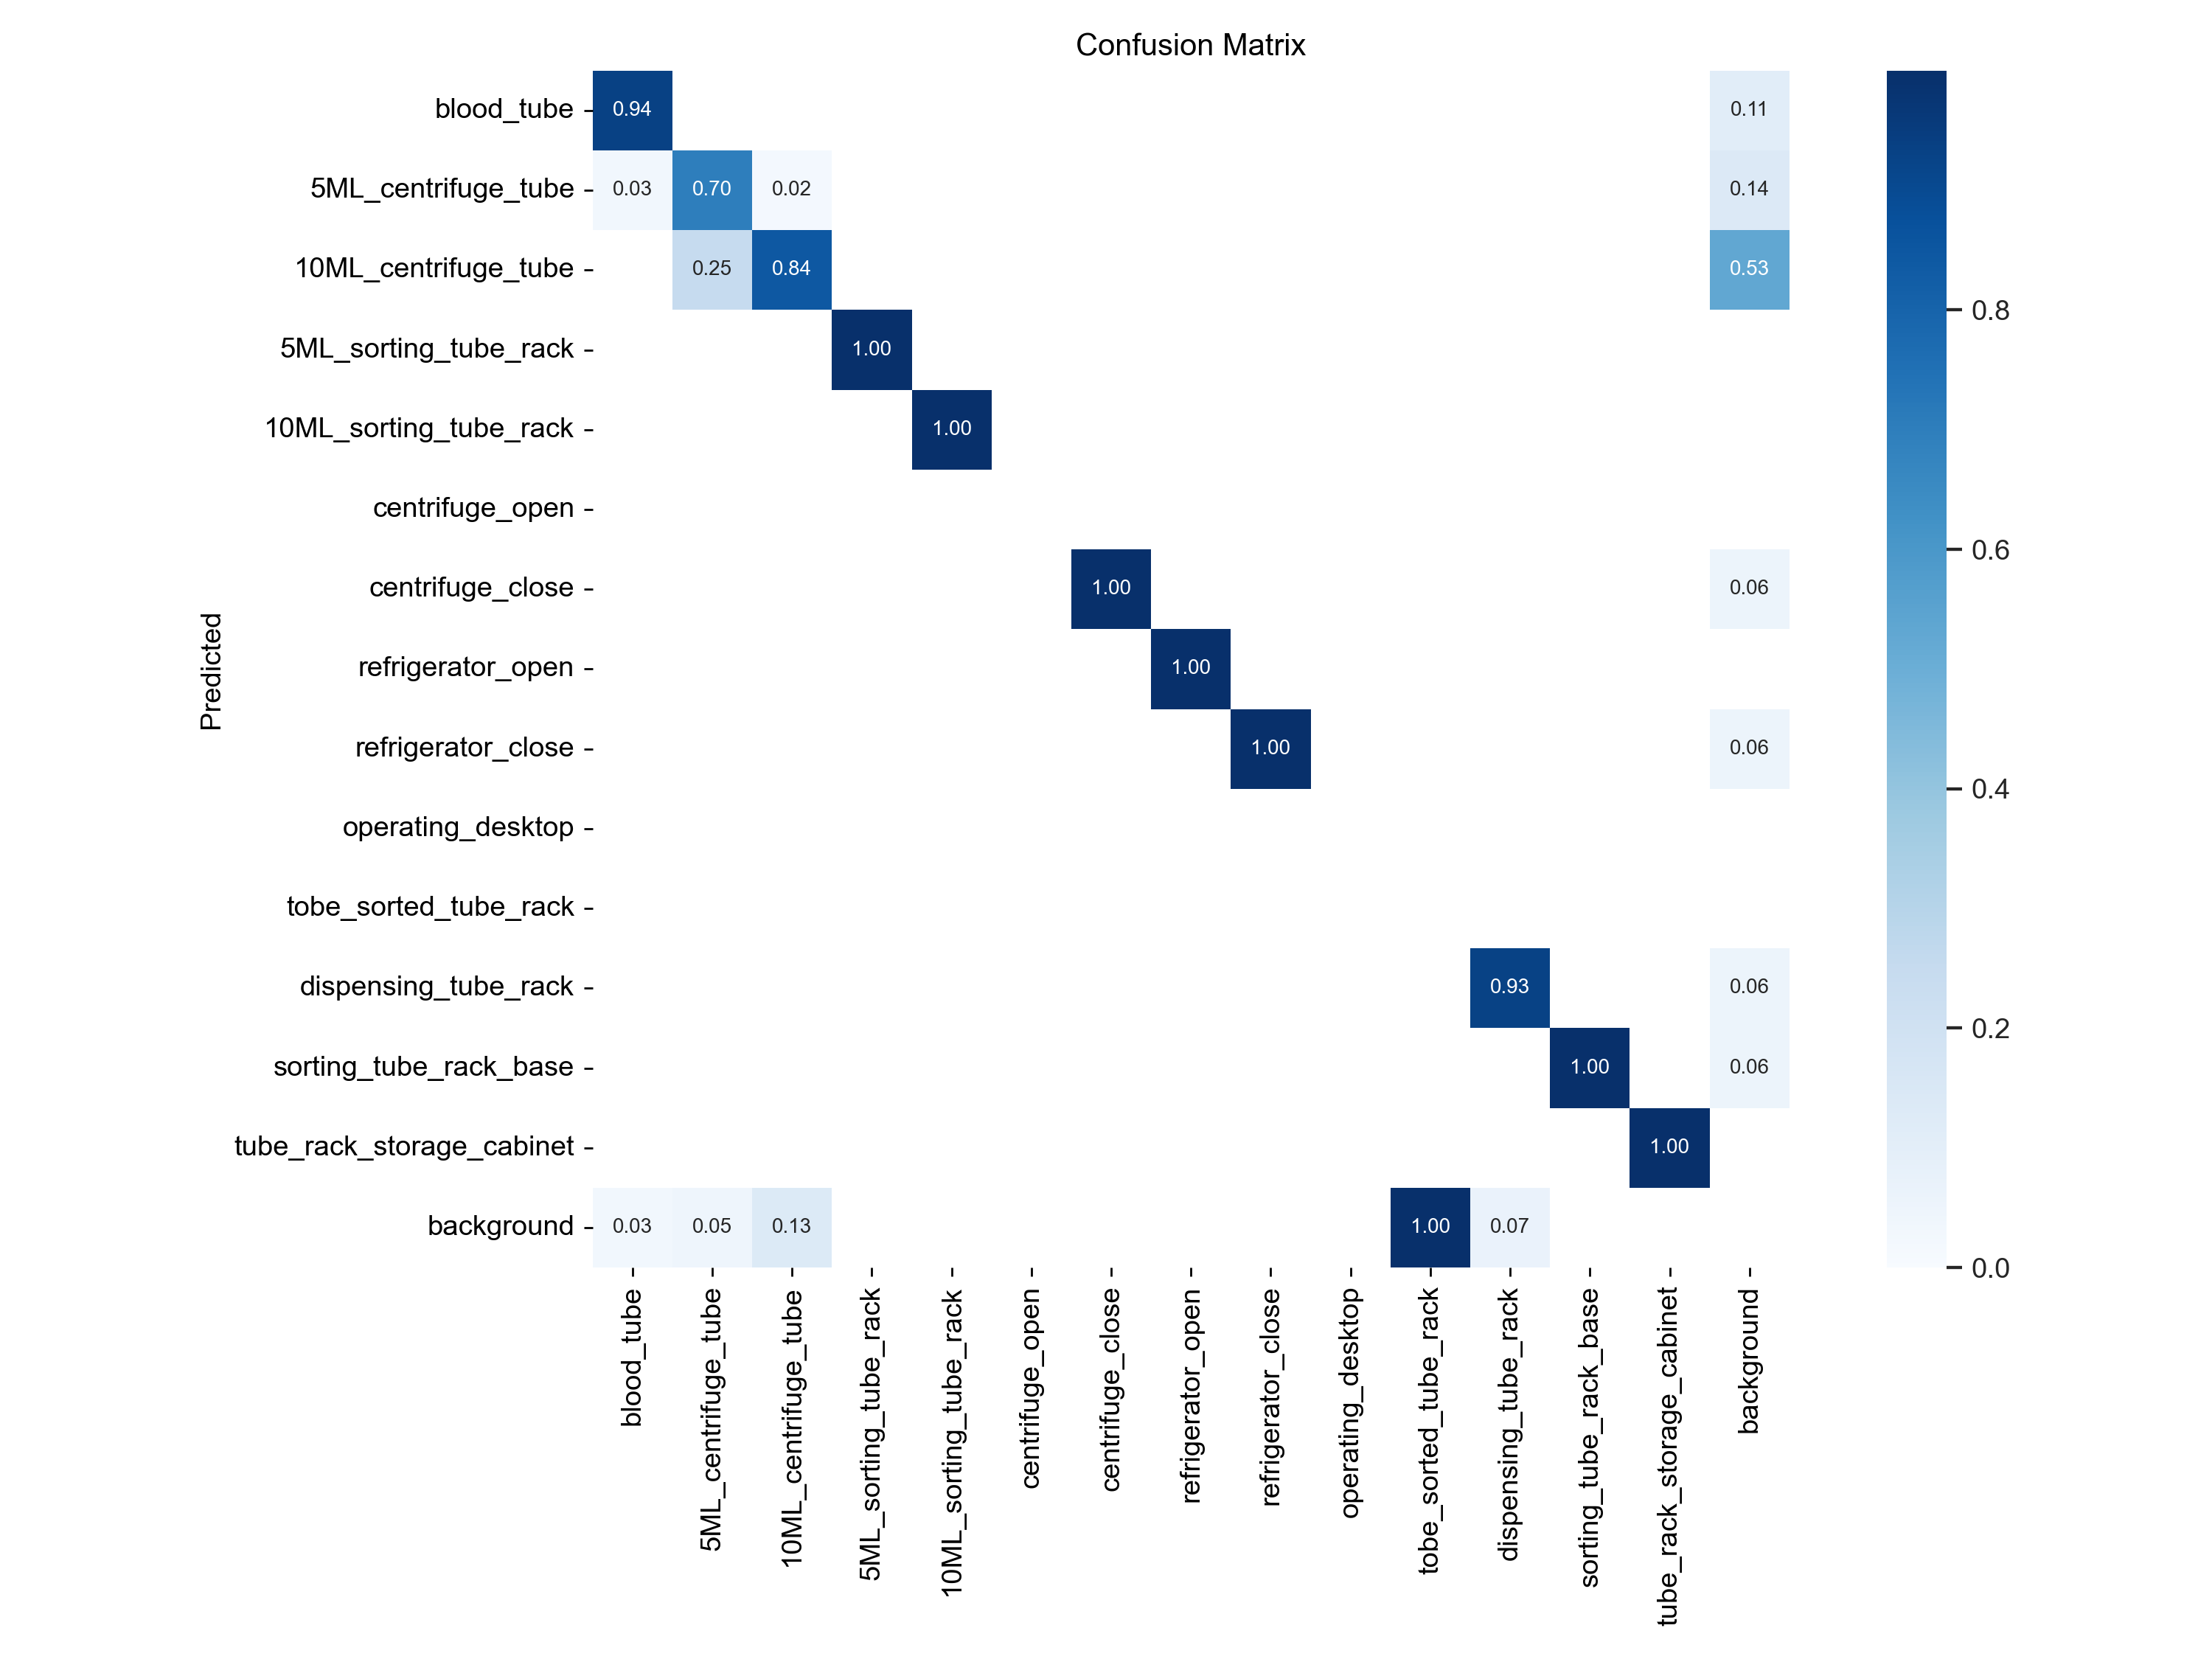 Confusion Matrix
blood_tube 0.94 0.11
5ML_centrifuge_tube 0.03 0.70 0.02 0.14
10ML_centrifuge_tube 0.25 0.84 0.53
5ML_sorting_tube_rack 1.00
10ML_sorting_tube_rack 1.00
centrifuge_open
centrifuge_close 1.00 0.06
refrigerator_open 1.00
refrigerator_close 1.00 0.06
operating_desktop
tobe_sorted_tube_rack
dispensing_tube_rack 0.93 0.06
sorting_tube_rack_base 1.00 0.06
tube_rack_storage_cabinet 1.00
background 0.03 0.05 0.13 1.00 0.07
Predicted
blood_tube
5ML_centrifuge_tube
10ML_centrifuge_tube
5ML_sorting_tube_rack
10ML_sorting_tube_rack
centrifuge_open
centrifuge_close
refrigerator_open
refrigerator_close
operating_desktop
tobe_sorted_tube_rack
dispensing_tube_rack
sorting_tube_rack_base
tube_rack_storage_cabinet
background
0.8
0.6
0.4
0.2
0.0